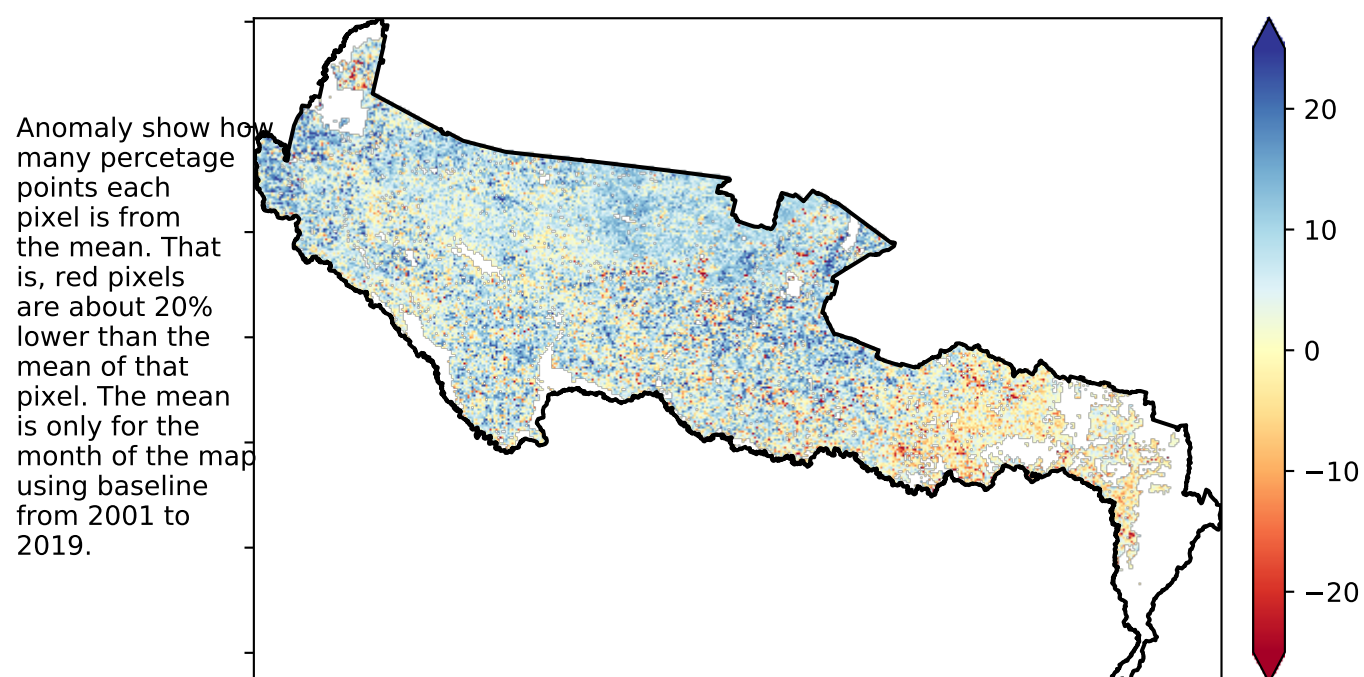 Anomaly show how
many percetage
points each
pixel is from
the mean. That
is, red pixels
are about 20%
lower than the
mean of that
pixel. The mean
is only for the
month of the map
using baseline
from 2001 to
2019.
20
10
0
−10
−20